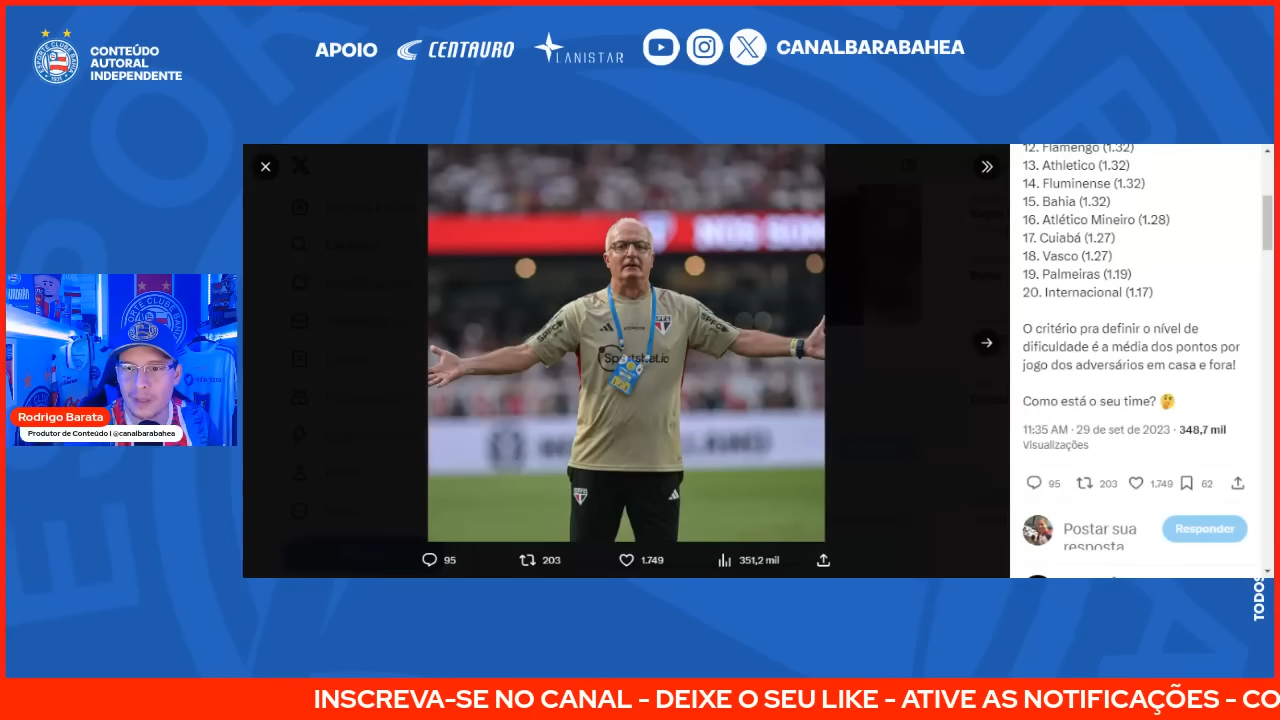 CONTEÚDO
AUTORAL
INDEPENDENTE
APOIO
CENTAURO
LANISTAR
CANALBARABAHEA
12. Flamengo (1.32)
13. Athletico (1.32)
14. Fluminense (1.32)
15. Bahia (1.32)
16. Atlético Mineiro (1.28)
17. Cuiabá (1.27)
18. Vasco (1.27)
19. Palmeiras (1.19)
20. Internacional (1.17)
O critério pra definir o nível de
dificuldade é a média dos pontos por
jogo dos adversários em casa e fora!
Como está o seu time? 🤔
11:35 AM · 29 de set de 2023 · 348,7 mil
Visualizações
95 203 1.749 62
Postar sua
resposta
Responder
Sportsbet.io
SPFC
95 203 1.749 351,2 mil
Rodrigo Barata
Produtor de Conteúdo | @canalbarabahea
TODOS
INSCREVA-SE NO CANAL - DEIXE O SEU LIKE - ATIVE AS NOTIFICAÇÕES - CO